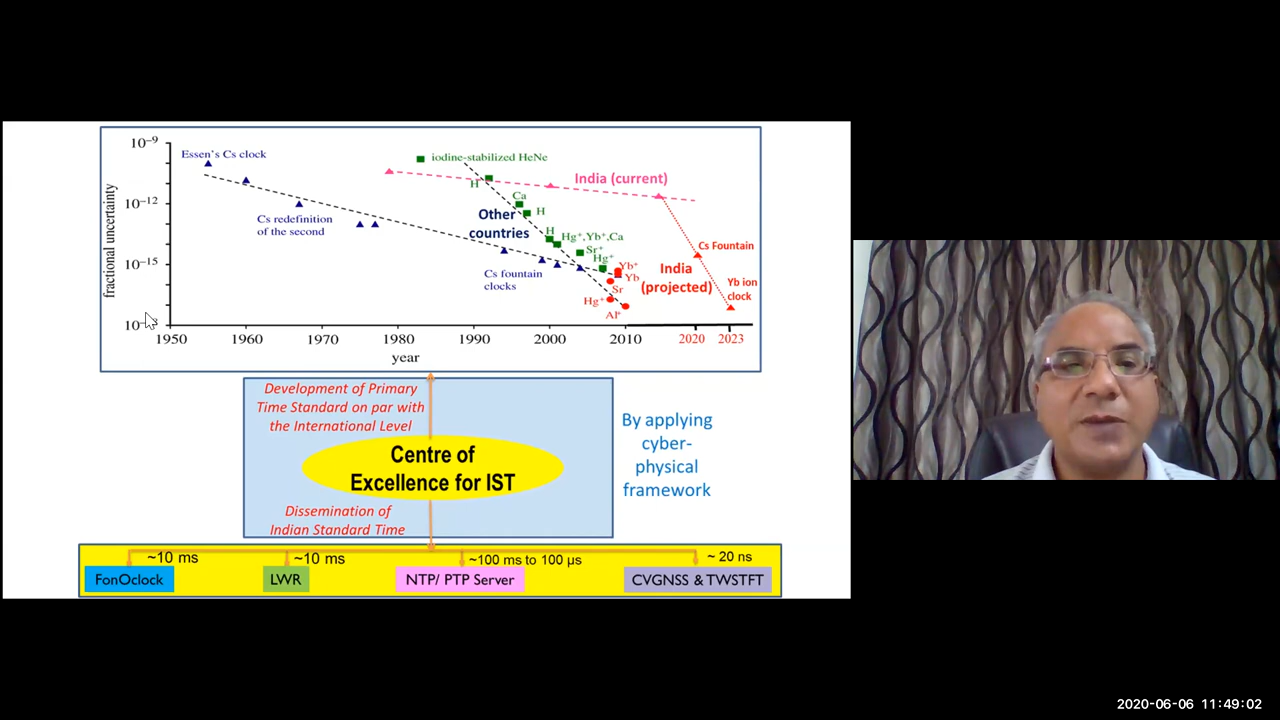 10⁻⁹
Essen's Cs clock
iodine-stabilized HeNe
H
India (current)
10⁻¹²
Ca
H
Cs redefinition
of the second
Other
countries
H
Hg⁺,Yb⁺,Ca
Sr⁺
Cs Fountain
10⁻¹⁵
Hg⁺
Yb⁺
Yb
India
(projected)
Cs fountain
clocks
Sr
Yb ion
clock
Hg⁺
Al⁺
10
fractional uncertainty
1950 1960 1970 1980 1990 2000 2010 2020 2023
year
Development of Primary
Time Standard on par with
the International Level
Centre of
Excellence for IST
Dissemination of
Indian Standard Time
By applying
cyber-
physical
framework
~10 ms ~10 ms ~100 ms to 100 µs ~ 20 ns
FonOclock LWR NTP/ PTP Server CVGNSS & TWSTFT
2020-06-06 11:49:02